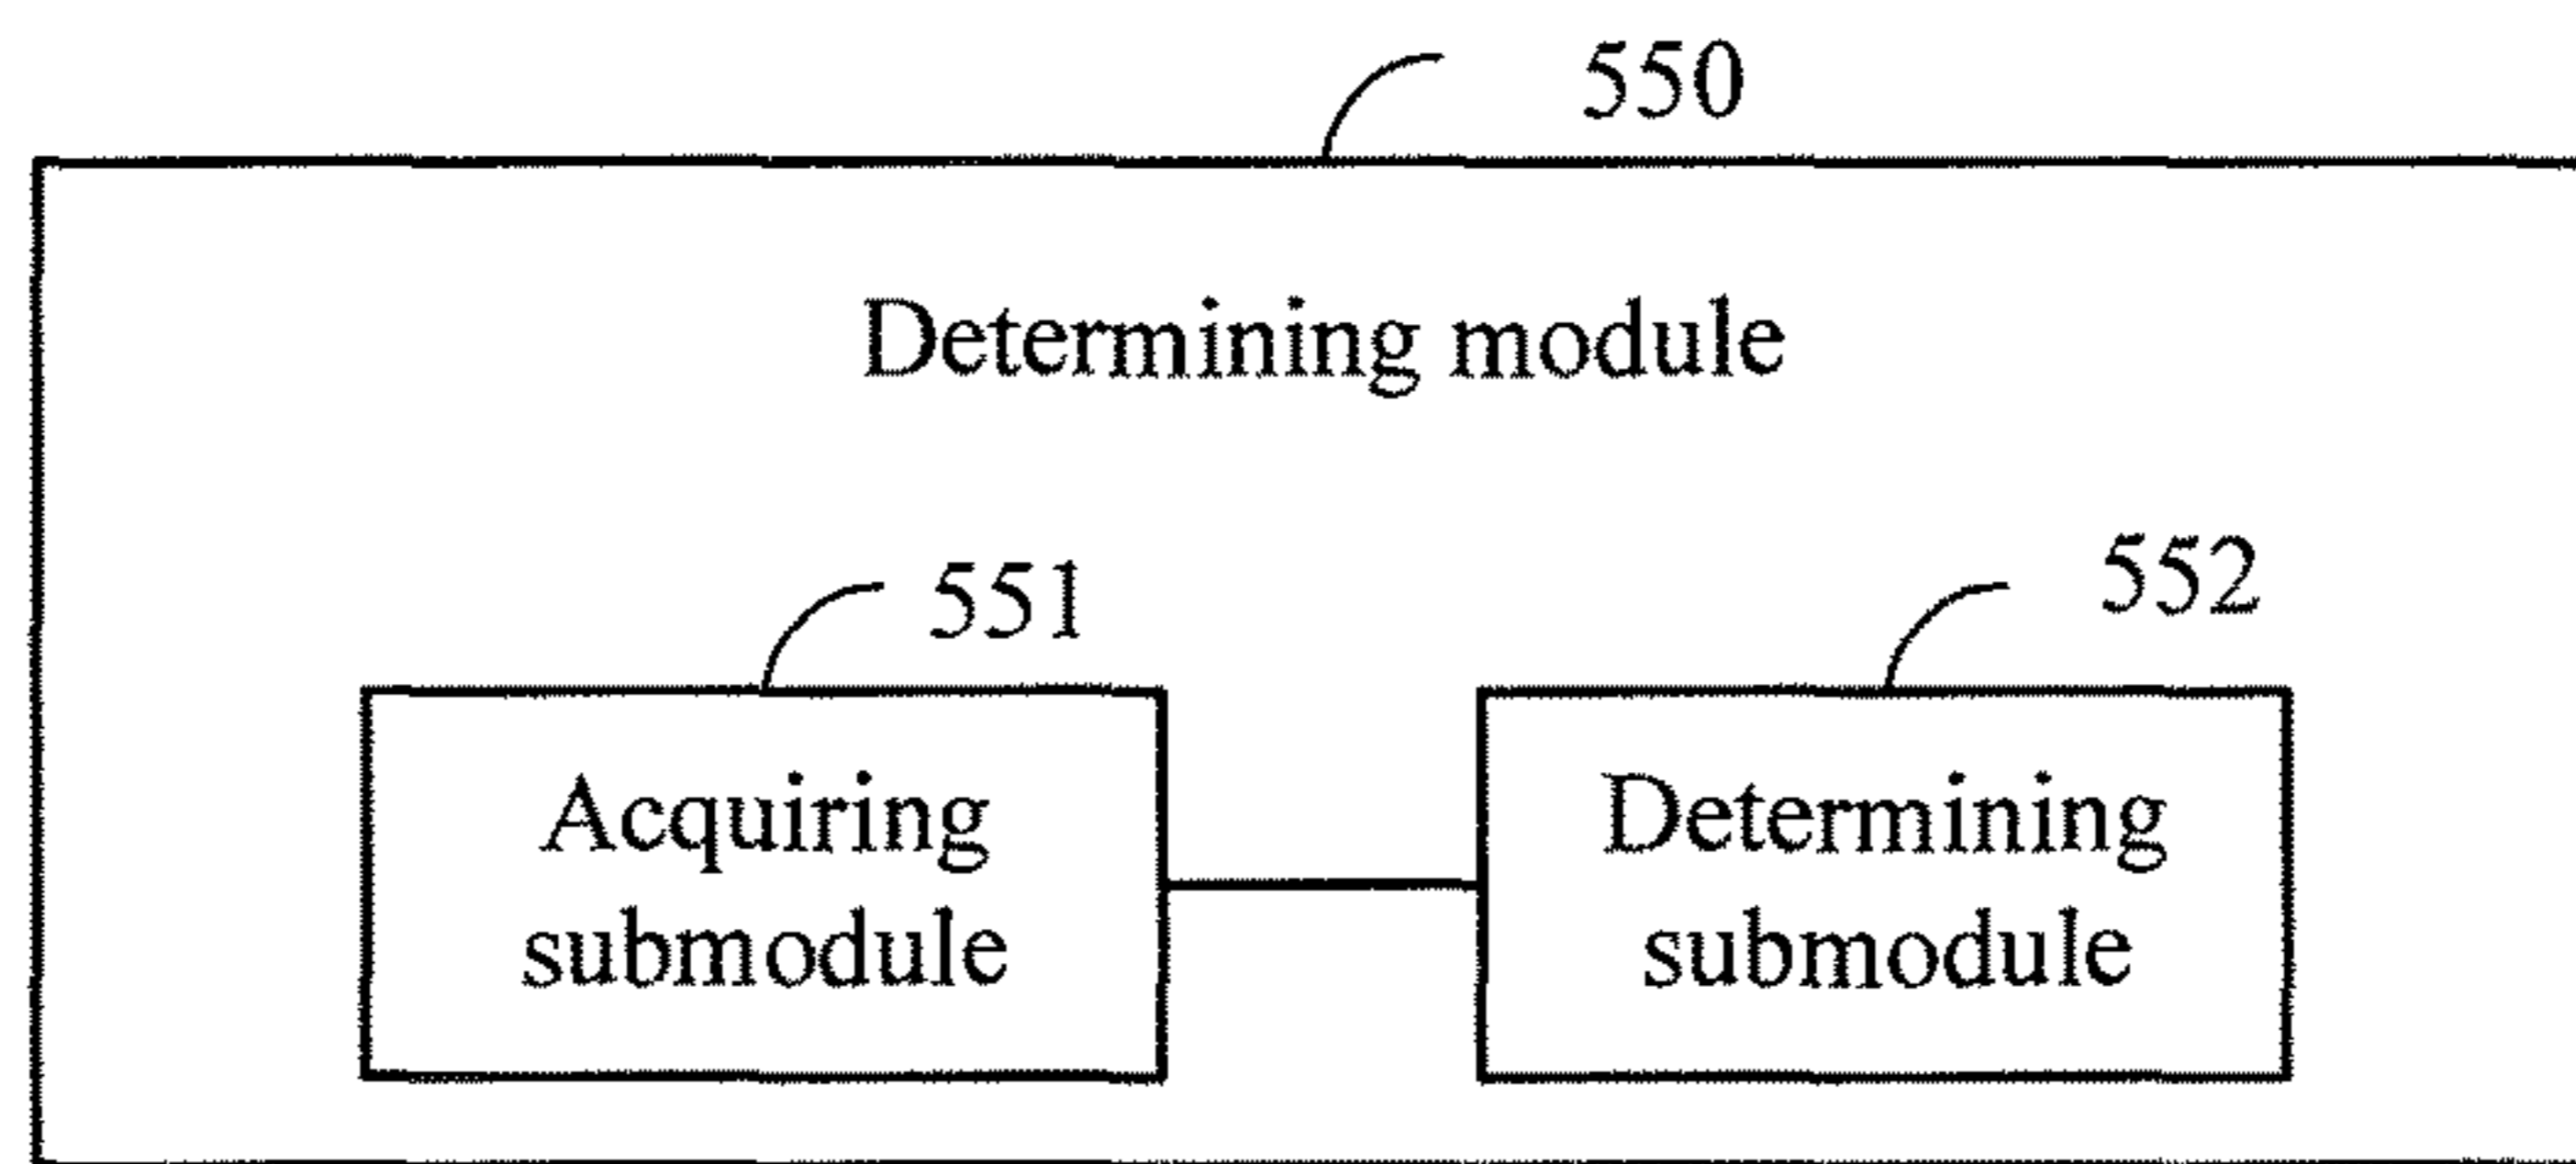 550
Determining module
551
552
Acquiring
submodule
Determining
submodule